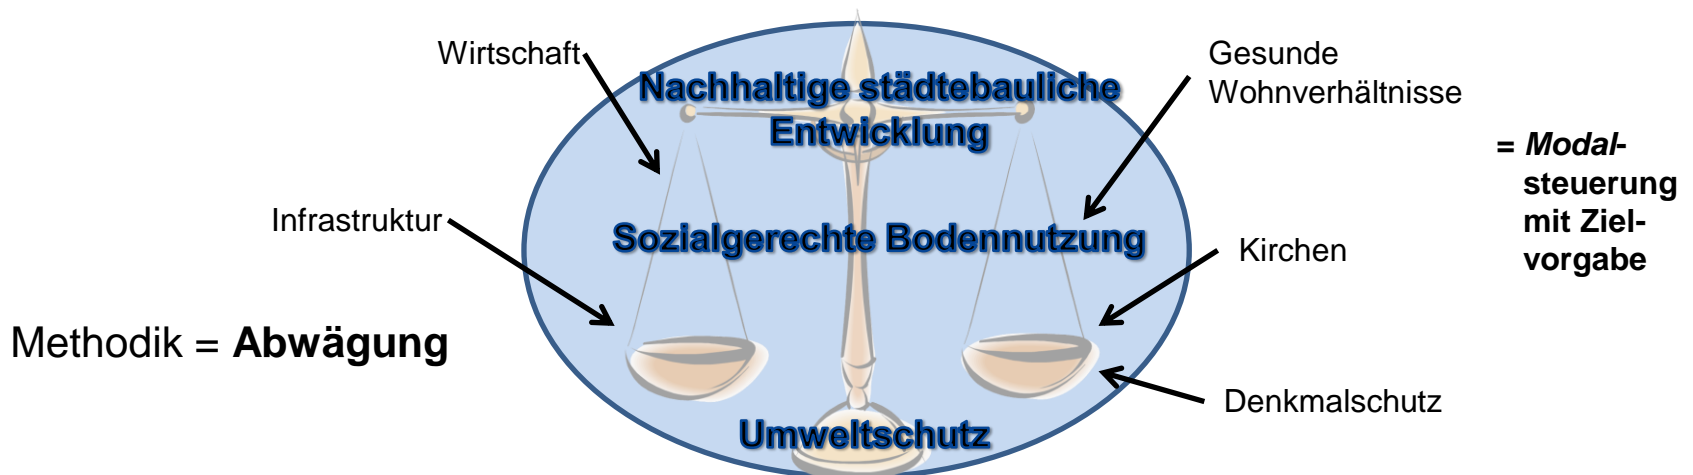 Wirtschaft
Gesunde
Wohnverhältnisse
Nachhaltige städtebauliche
Entwicklung
= Modal-
steuerung
mit Ziel-
vorgabe
Infrastruktur
Sozialgerechte Bodennutzung
Kirchen
Methodik = Abwägung
Denkmalschutz
Umweltschutz